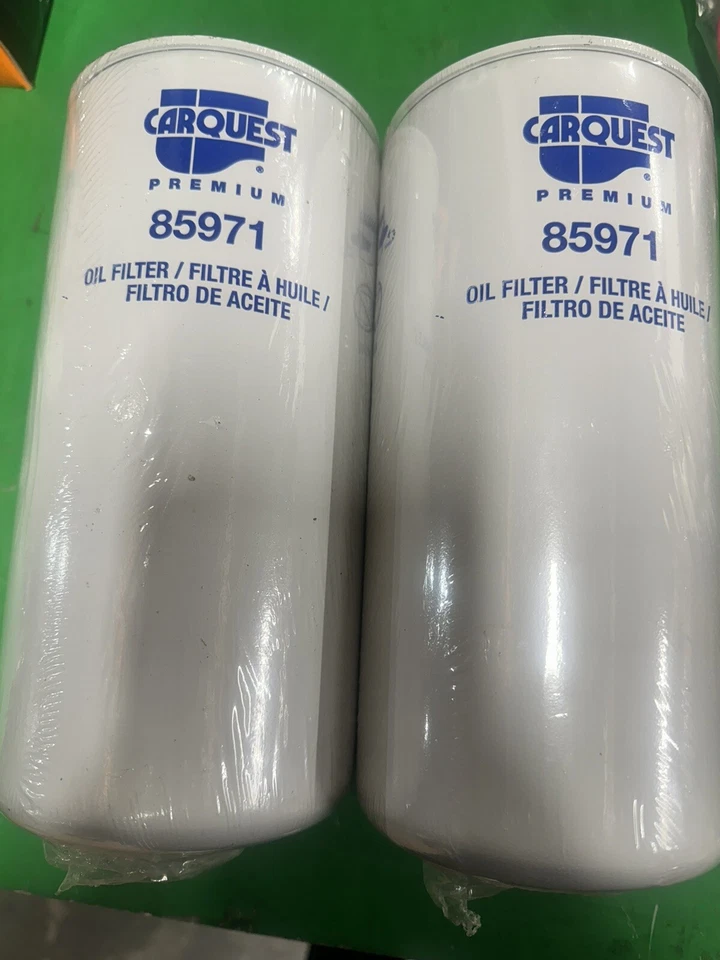 CARQUEST
®
PREMIUM
85971
OIL FILTER / FILTRE À HUILE /
FILTRO DE ACEITE
CARQUEST
®
PREMIUM
85971
OIL FILTER / FILTRE À HUILE /
FILTRO DE ACEITE